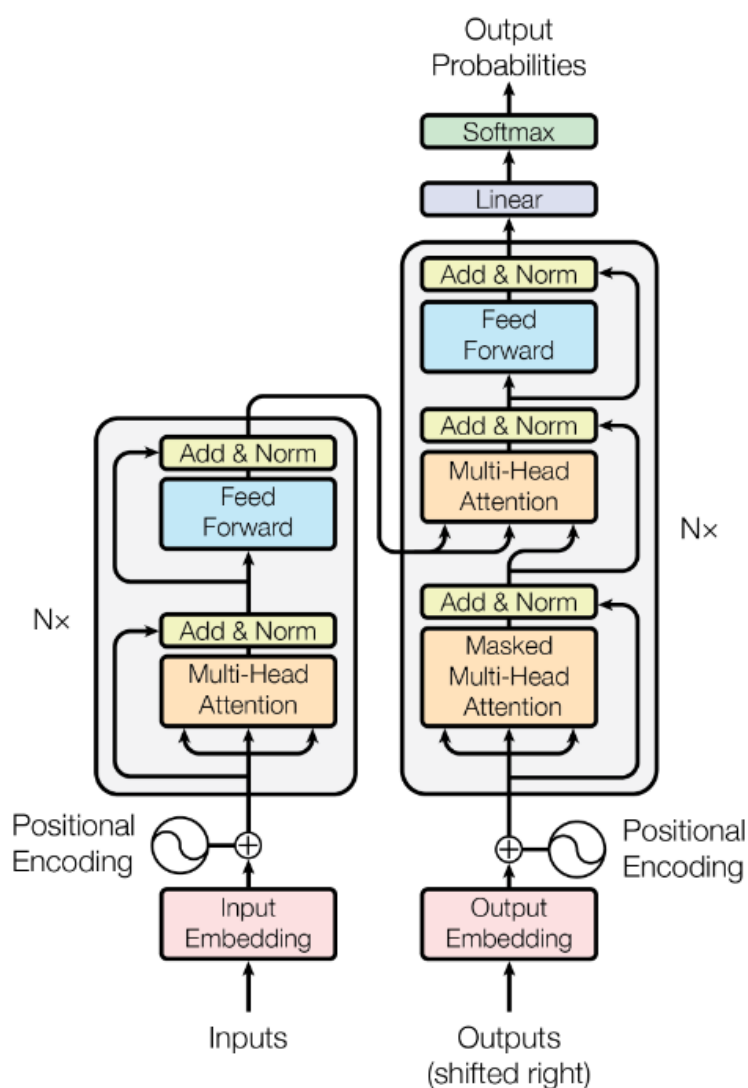 Output
Probabilities
Softmax
Linear
Add & Norm
Feed
Forward
Add & Norm
Multi-Head
Attention
Nx
Add & Norm
Masked
Multi-Head
Attention
Add & Norm
Feed
Forward
Nx
Add & Norm
Multi-Head
Attention
Positional
Encoding
Positional
Encoding
Input
Embedding
Output
Embedding
Inputs
Outputs
(shifted right)